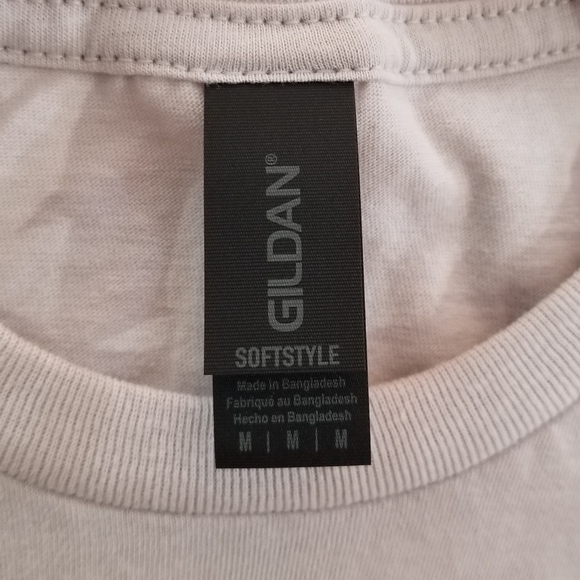 GILDAN®
SOFTSTYLE
Made in Bangladesh
Fabriqué au Bangladesh
Hecho en Bangladesh
M | M | M